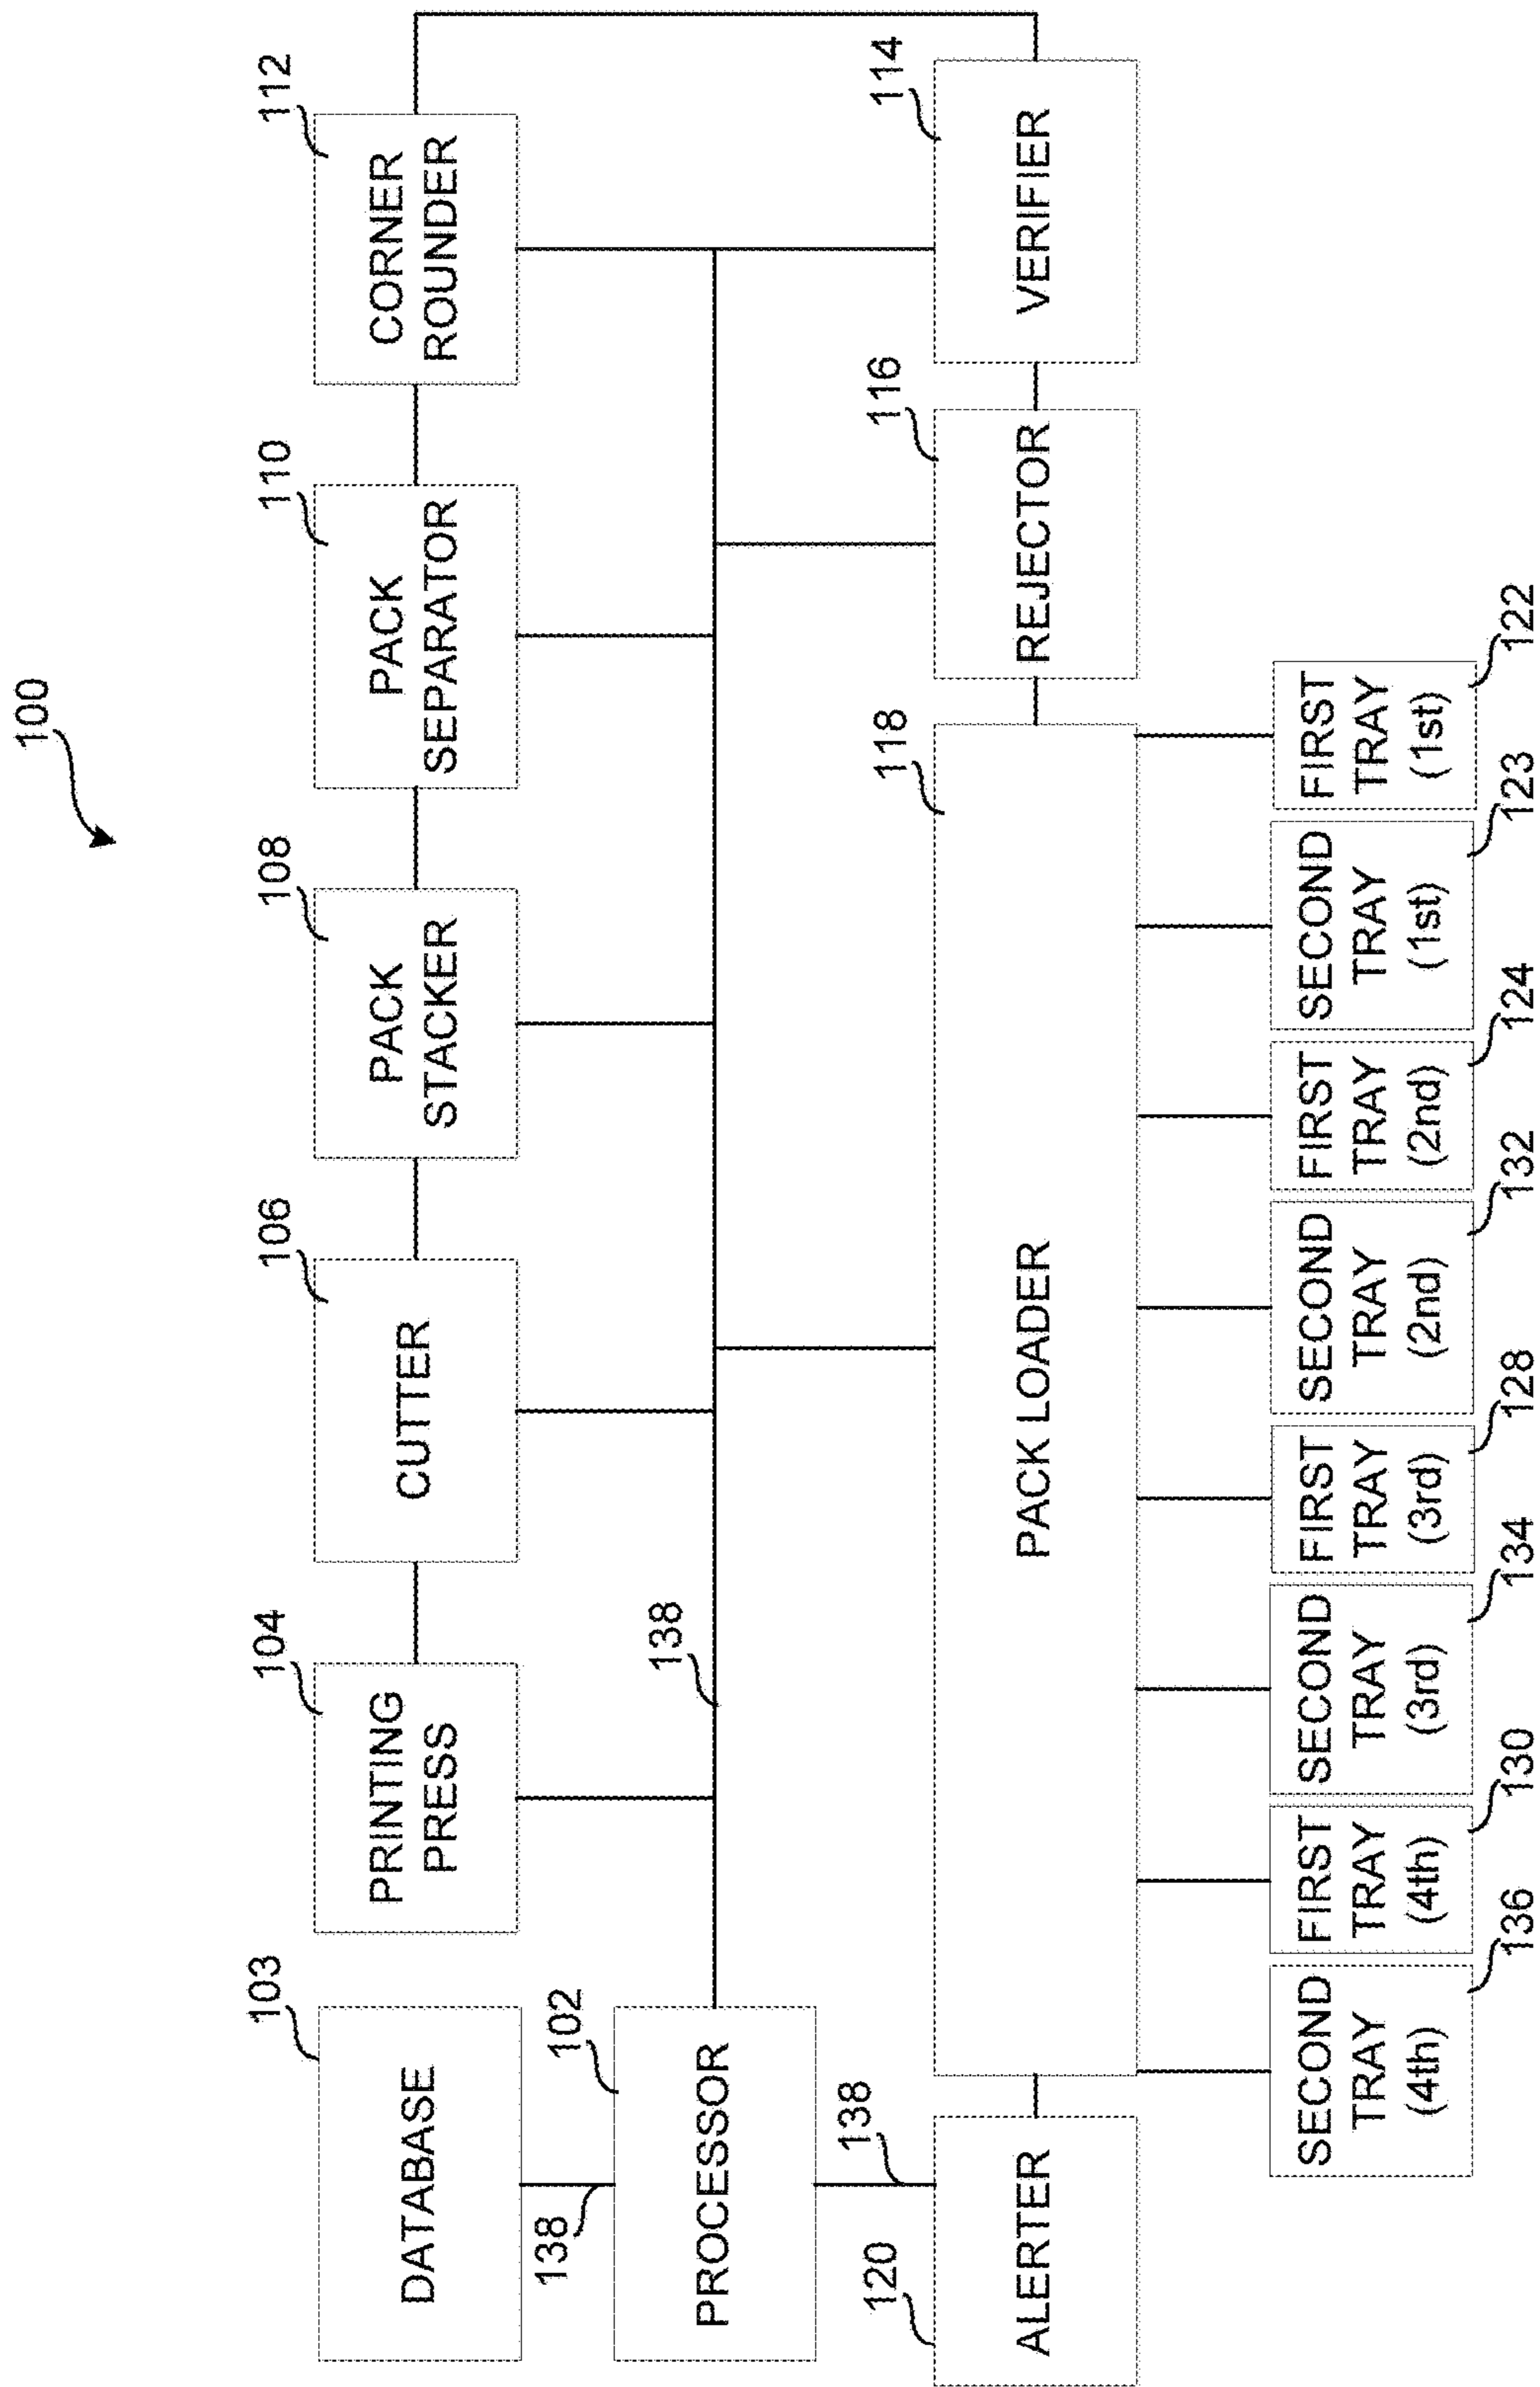 100
103
DATABASE
104
PRINTING
PRESS
106
CUTTER
108
PACK
STACKER
110
PACK
SEPARATOR
112
CORNER
ROUNDER
138
102
PROCESSOR
138
138
120
ALERTER
118
PACK LOADER
116
REJECTOR
114
VERIFIER
SECOND
TRAY
(4th)
136
FIRST
TRAY
(4th)
130
SECOND
TRAY
(3rd)
134
FIRST
TRAY
(3rd)
128
SECOND
TRAY
(2nd)
132
FIRST
TRAY
(2nd)
124
SECOND
TRAY
(1st)
123
FIRST
TRAY
(1st)
122